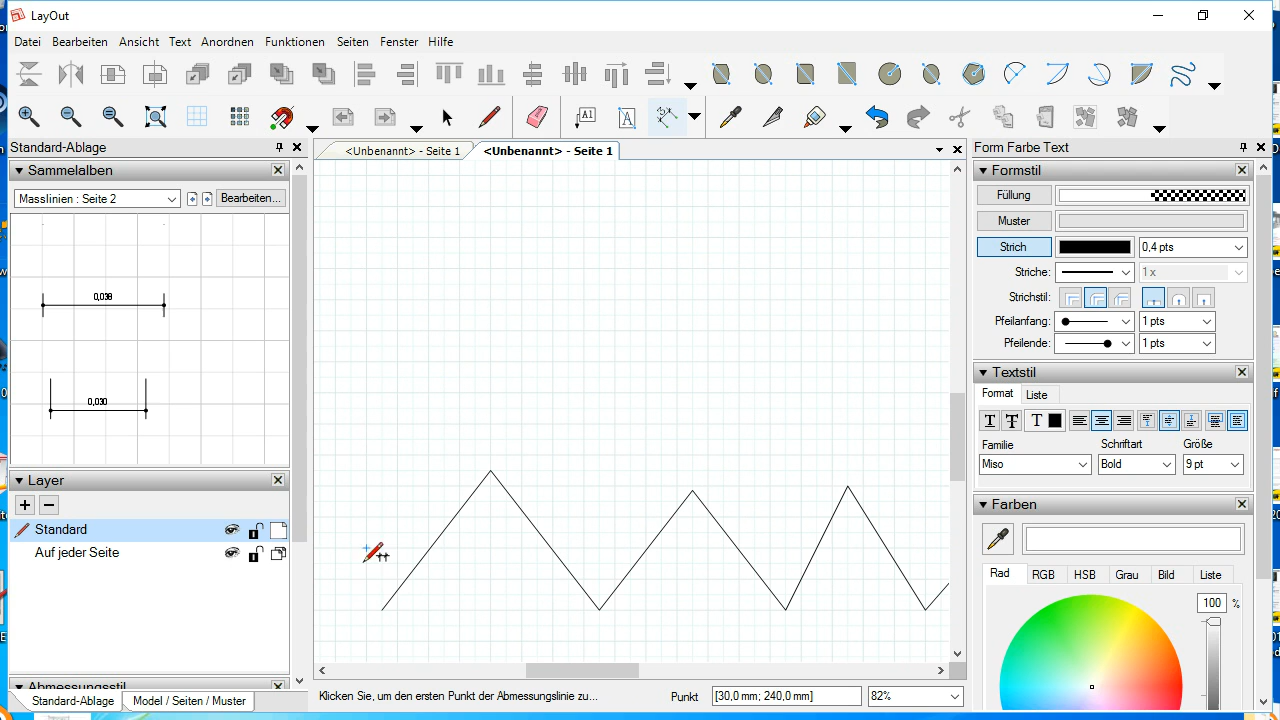 LayOut
Datei Bearbeiten Ansicht Text Anordnen Funktionen Seiten Fenster Hilfe
A1
A
Standard-Ablage
<Unbenannt> - Seite 1
<Unbenannt> - Seite 1
Form Farbe Text
Sammelalben
Masslinien : Seite 2
Bearbeiten...
0,038
0,030
Layer
Standard
Auf jeder Seite
Abmessungsstil
Standard-Ablage
Model / Seiten / Muster
Klicken Sie, um den ersten Punkt der Abmessungslinie zu...
Punkt
[30,0 mm; 240,0 mm]
82%
Formstil
Füllung
Muster
Strich
0.4 pts
Striche:
1 x
Strichstil:
Pfeilanfang:
1 pts
Pfeilende:
1 pts
Textstil
Format Liste
T T T
Familie Schriftart Größe
Miso Bold 9 pt
Farben
Rad RGB HSB Grau Bild Liste
100 %